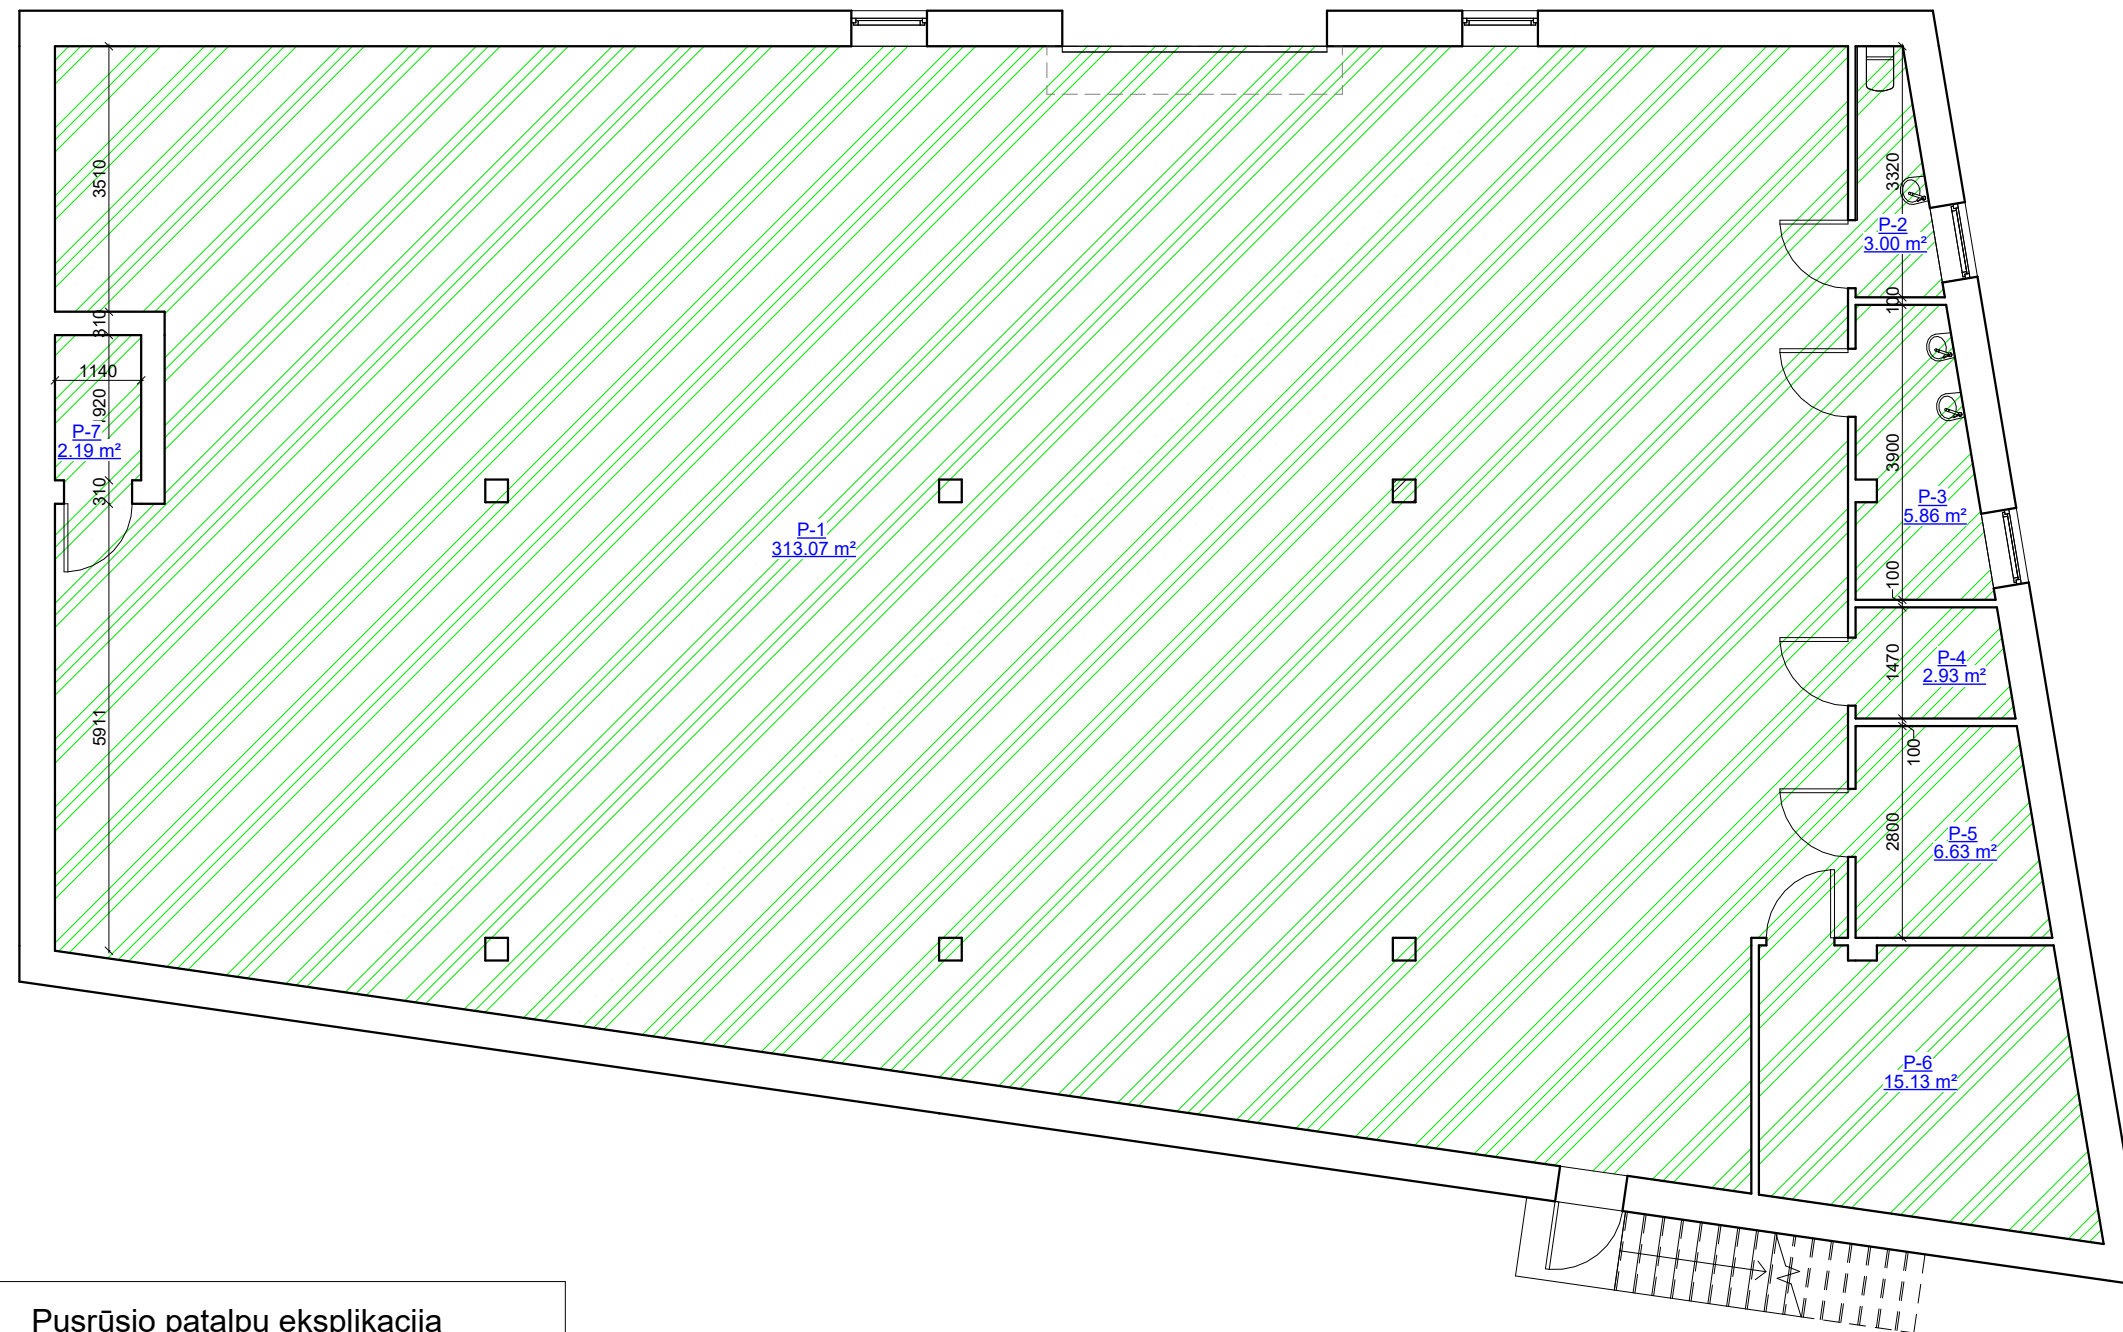 3510
310
1140
1920
P-7
2.19 m²
310
5911
P-1
313.07 m²
3320
P-2
3.00 m²
100
3900
P-3
5.86 m²
100
1470
P-4
2.93 m²
100
2800
P-5
6.63 m²
P-6
15.13 m²
Pusrūsio patalpų eksplikacija